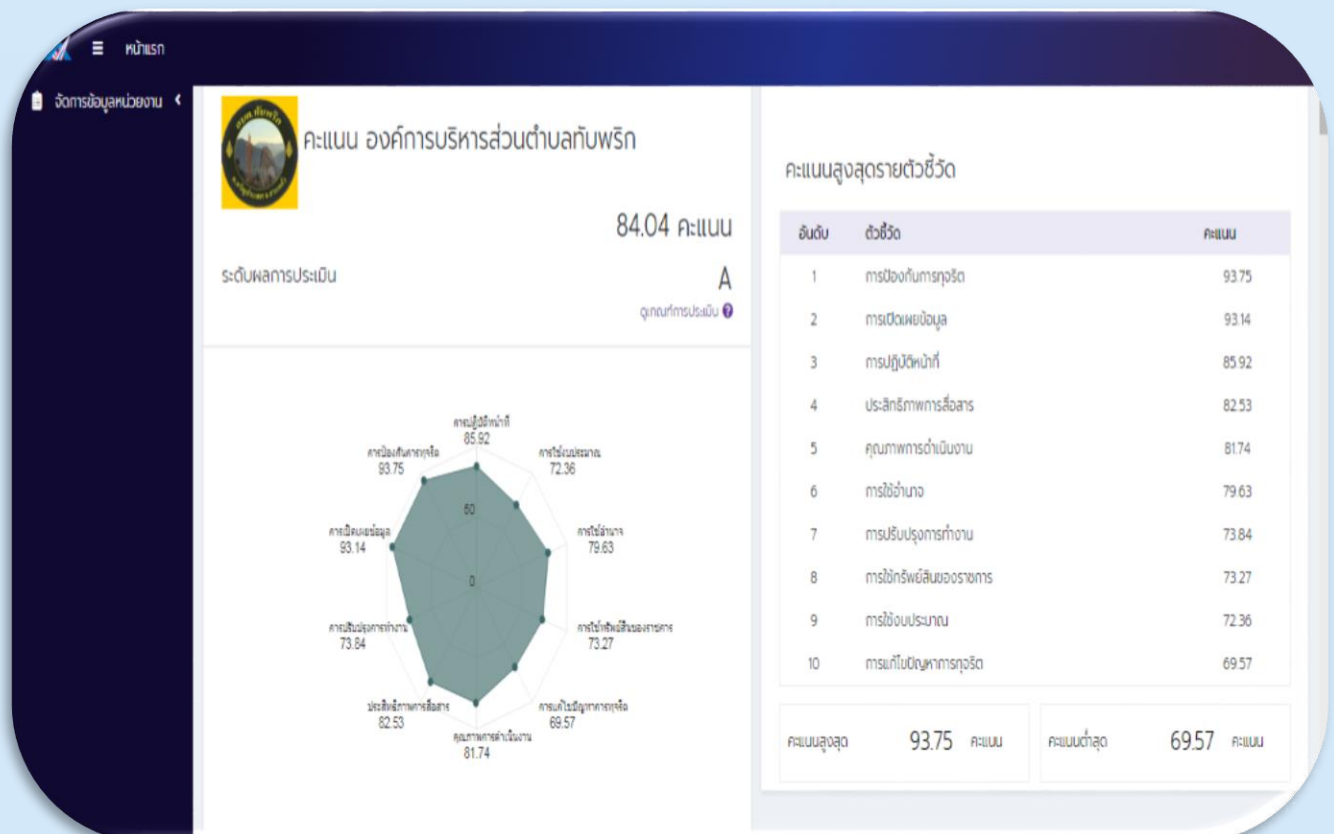 หน้าแรก
จัดการข้อมูลหน่วยงาน
คะแนน องค์การบริหารส่วนตำบลทับพริก
84.04 คะแนน
ระดับผลการประเมิน
A
ดูเกณฑ์การประเมิน
การปฏิบัติหน้าที่
85.92
การป้องกันการทุจริต
93.75
การใช้งบประมาณ
72.36
50
การเปิดเผยข้อมูล
93.14
การใช้อำนาจ
79.63
0
การปรับปรุงการทำงาน
73.84
การใช้ทรัพย์สินของราชการ
73.27
ประสิทธิภาพการสื่อสาร
82.53
การแก้ไขปัญหาการทุจริต
69.57
คุณภาพการดำเนินงาน
81.74
คะแนนสูงสุดรายตัวชี้วัด
อันดับ ตัวชี้วัด คะแนน
1 การป้องกันการทุจริต 93.75
2 การเปิดเผยข้อมูล 93.14
3 การปฏิบัติหน้าที่ 85.92
4 ประสิทธิภาพการสื่อสาร 82.53
5 คุณภาพการดำเนินงาน 81.74
6 การใช้อำนาจ 79.63
7 การปรับปรุงการทำงาน 73.84
8 การใช้ทรัพย์สินของราชการ 73.27
9 การใช้งบประมาณ 72.36
10 การแก้ไขปัญหาการทุจริต 69.57
คะแนนสูงสุด 93.75 คะแนน คะแนนต่ำสุด 69.57 คะแนน